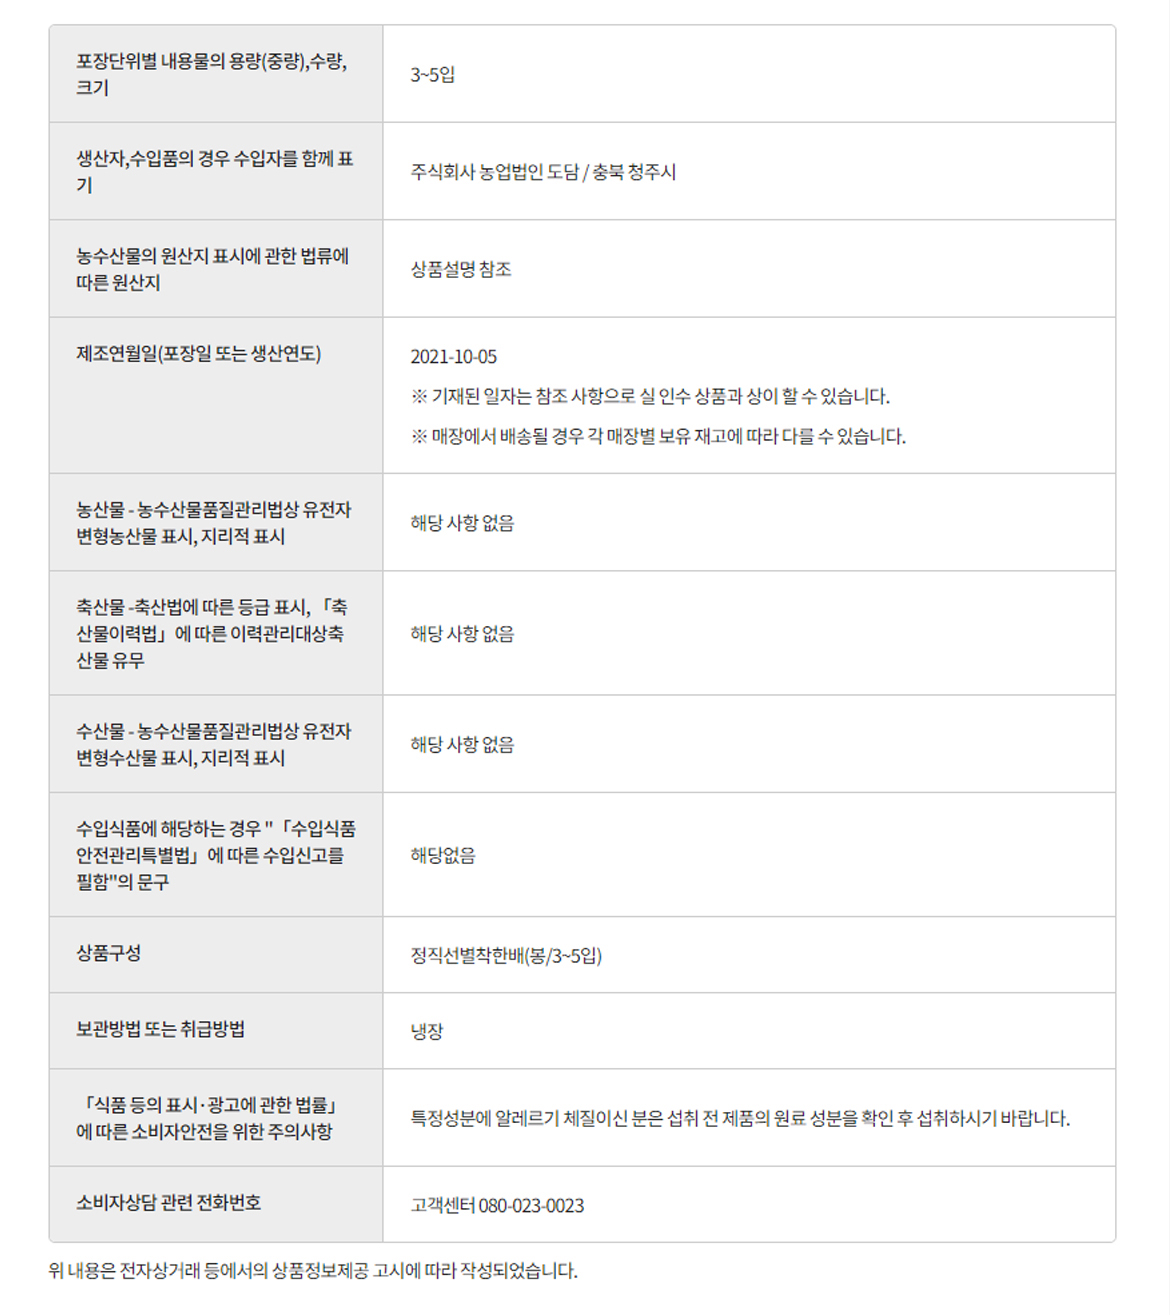 포장단위별 내용물의 용량(중량),수량,
크기
3~5입
생산자,수입품의 경우 수입자를 함께 표
기
주식회사 농업법인 도담 / 충북 청주시
농수산물의 원산지 표시에 관한 법류에
따른 원산지
상품설명 참조
제조연월일(포장일 또는 생산연도)
2021-10-05
※ 기재된 일자는 참조 사항으로 실 인수 상품과 상이 할 수 있습니다.
※ 매장에서 배송될 경우 각 매장별 보유 재고에 따라 다를 수 있습니다.
농산물 - 농수산물품질관리법상 유전자
변형농산물 표시, 지리적 표시
해당 사항 없음
축산물 -축산법에 따른 등급 표시, 「축
산물이력법」에 따른 이력관리대상축
산물 유무
해당 사항 없음
수산물 - 농수산물품질관리법상 유전자
변형수산물 표시, 지리적 표시
해당 사항 없음
수입식품에 해당하는 경우 "「수입식품
안전관리특별법」에 따른 수입신고를
필함"의 문구
해당없음
상품구성
정직선별착한배(봉/3~5입)
보관방법 또는 취급방법
냉장
「식품 등의 표시·광고에 관한 법률」
에 따른 소비자안전을 위한 주의사항
특정성분에 알레르기 체질이신 분은 섭취 전 제품의 원료 성분을 확인 후 섭취하시기 바랍니다.
소비자상담 관련 전화번호
고객센터 080-023-0023
위 내용은 전자상거래 등에서의 상품정보제공 고시에 따라 작성되었습니다.